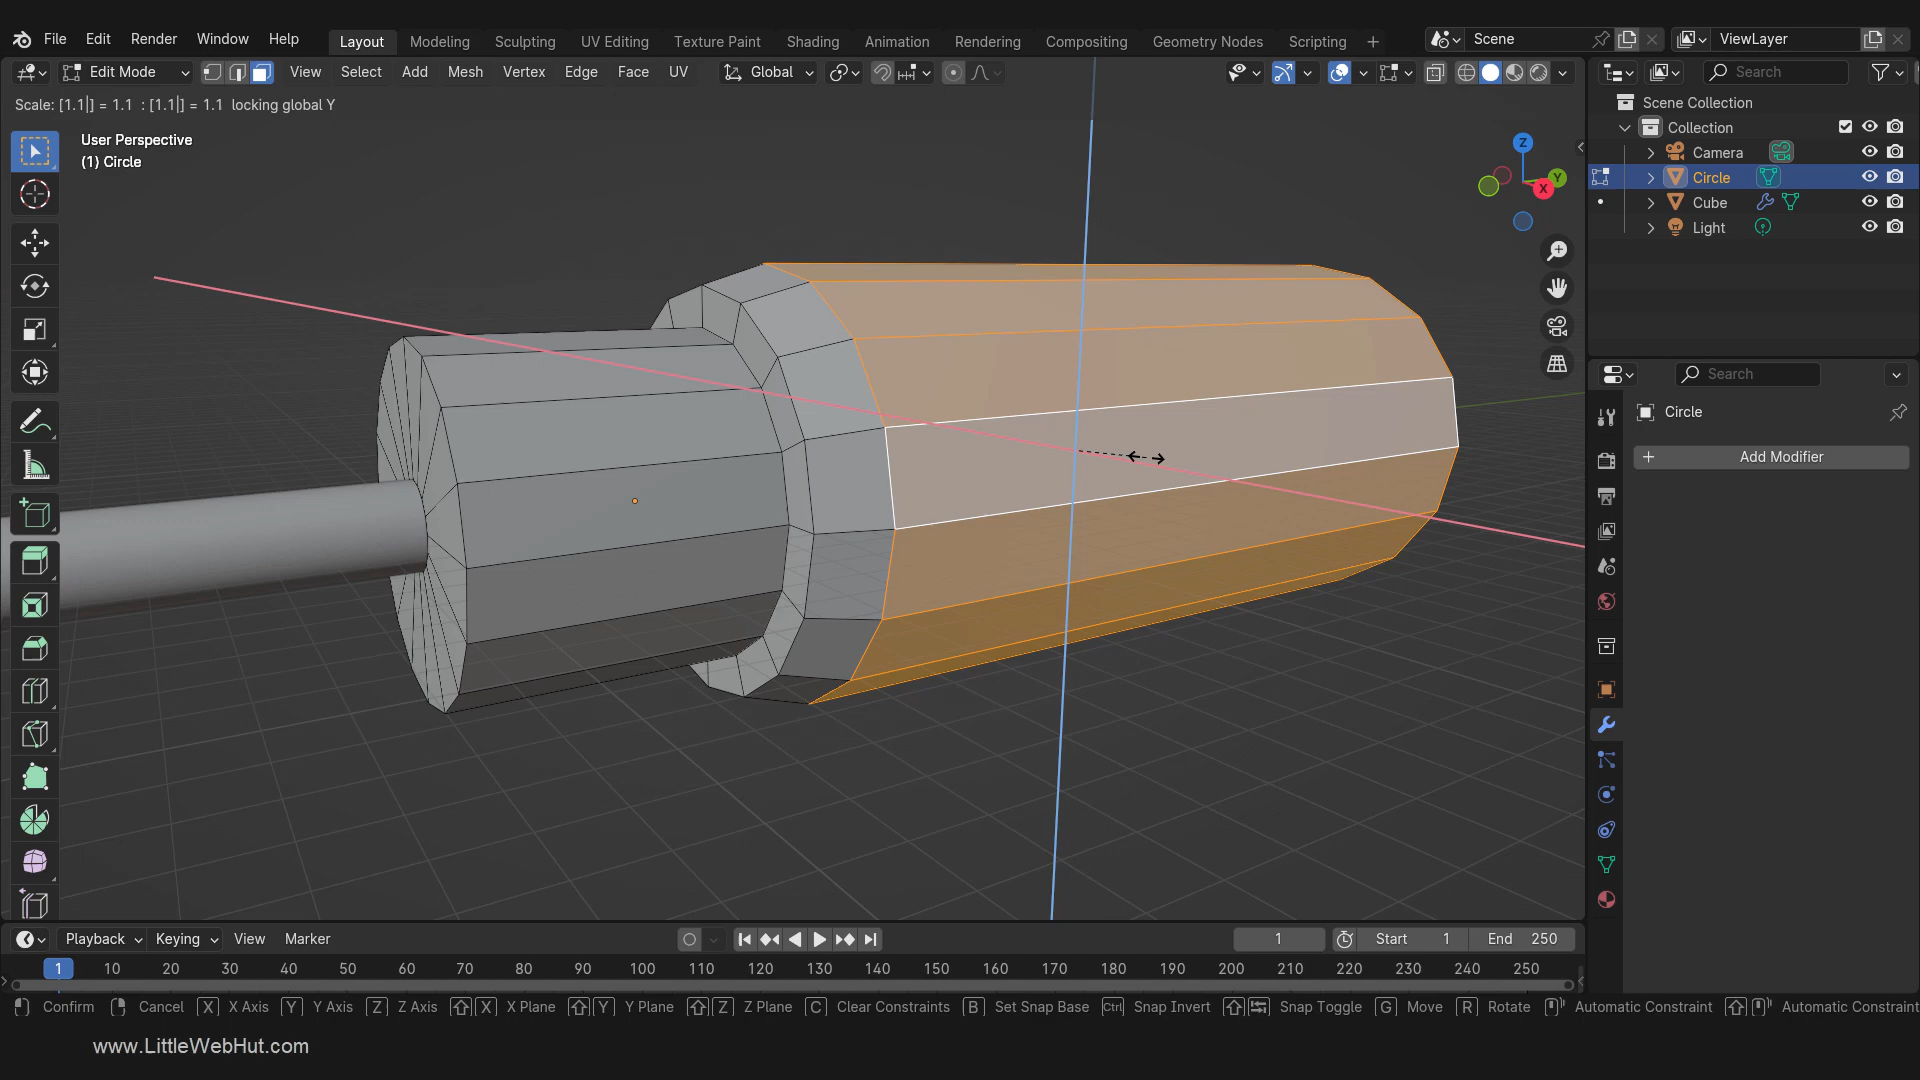 File Edit Render Window Help Layout Modeling Sculpting UV Editing Texture Paint Shading Animation Rendering Compositing Geometry Nodes Scripting + Scene ViewLayer
Edit Mode View Select Add Mesh Vertex Edge Face UV Global Search
Scale: [1.1|] = 1.1 : [1.1|] = 1.1 locking global Y
User Perspective
(1) Circle
Z
Y
X
Scene Collection
Collection
Camera
Circle
Cube
Light
Search
Circle
+ Add Modifier
Playback Keying View Marker 1 Start 1 End 250
1 10 20 30 40 50 60 70 80 90 100 110 120 130 140 150 160 170 180 190 200 210 220 230 240 250
Confirm Cancel X X Axis Y Y Axis Z Z Axis X X Plane Y Y Plane Z Z Plane C Clear Constraints B Set Snap Base Ctrl Snap Invert Snap Toggle G Move R Rotate Automatic Constraint Automatic Constraint
www.LittleWebHut.com